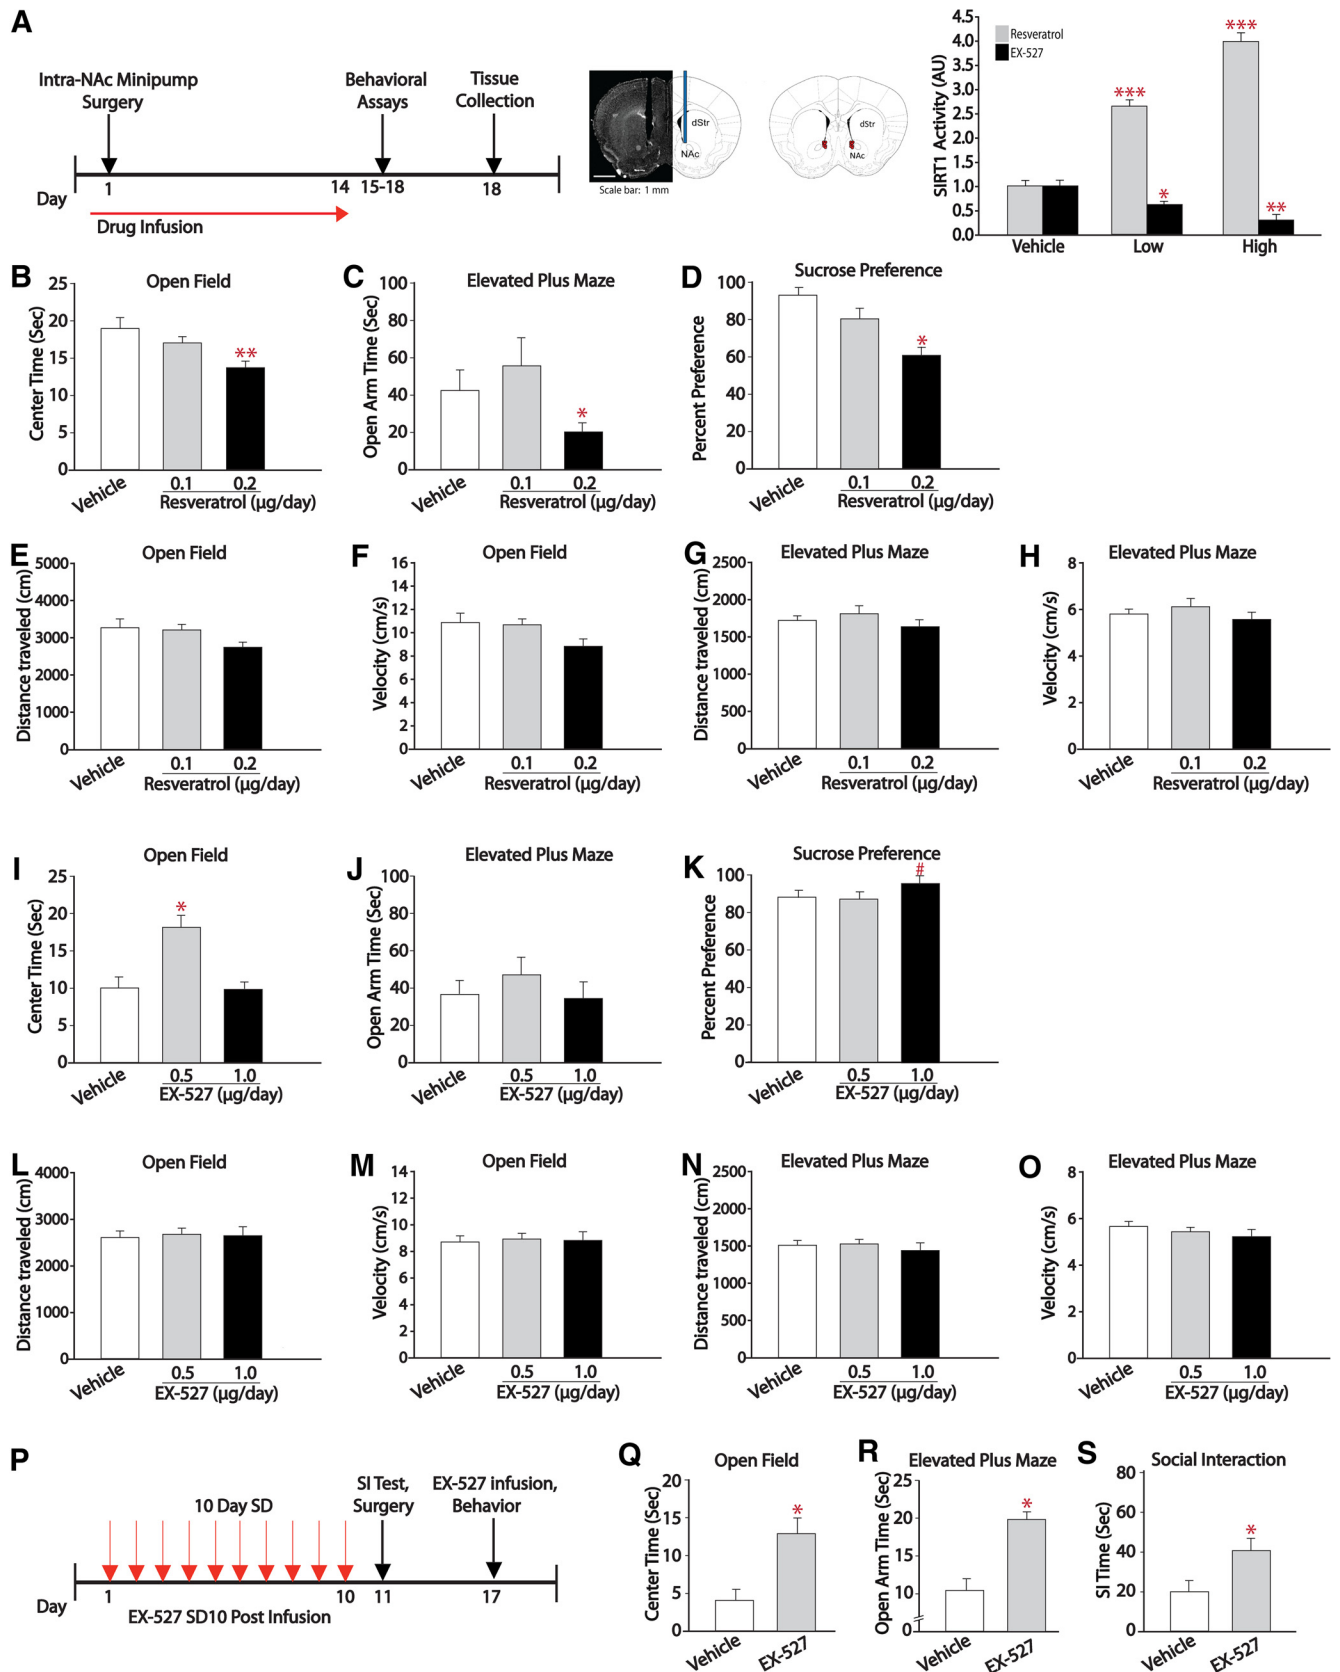 A
Intra-NAc Minipump
Surgery
Behavioral
Assays
Tissue
Collection
Day
1
14
15-18
18
Drug Infusion
dStr
NAc
Scale bar: 1 mm
dStr
NAc
SIRT1 Activity (AU)
4.5
4.0
3.5
3.0
2.5
2.0
1.5
1.0
0.5
0.0
Resveratrol
EX-527
***
*
***
**
Vehicle
Low
High
B
Open Field
Center Time (Sec)
25
20
15
10
5
0
**
Vehicle
0.1
0.2
Resveratrol (μg/day)
C
Elevated Plus Maze
Open Arm Time (Sec)
100
80
60
40
20
0
*
Vehicle
0.1
0.2
Resveratrol (μg/day)
D
Sucrose Preference
Percent Preference
100
80
60
40
20
0
*
Vehicle
0.1
0.2
Resveratrol (μg/day)
E
Open Field
Distance traveled (cm)
5000
4000
3000
2000
1000
0
Vehicle
0.1
0.2
Resveratrol (μg/day)
F
Open Field
Velocity (cm/s)
16
14
12
10
8
6
4
2
0
Vehicle
0.1
0.2
Resveratrol (μg/day)
G
Elevated Plus Maze
Distance traveled (cm)
2500
2000
1500
1000
500
0
Vehicle
0.1
0.2
Resveratrol (μg/day)
H
Elevated Plus Maze
Velocity (cm/s)
8
6
4
2
0
Vehicle
0.1
0.2
Resveratrol (μg/day)
I
Open Field
Center Time (Sec)
25
20
15
10
5
0
*
Vehicle
0.5
1.0
EX-527 (μg/day)
J
Elevated Plus Maze
Open Arm Time (Sec)
100
80
60
40
20
0
Vehicle
0.5
1.0
EX-527 (μg/day)
K
Sucrose Preference
Percent Preference
100
80
60
40
20
0
#
Vehicle
0.5
1.0
EX-527 (μg/day)
L
Open Field
Distance traveled (cm)
4000
3000
2000
1000
0
Vehicle
0.5
1.0
EX-527 (μg/day)
M
Open Field
Velocity (cm/s)
14
12
10
8
6
4
2
0
Vehicle
0.5
1.0
EX-527 (μg/day)
N
Elevated Plus Maze
Distance traveled (cm)
2500
2000
1500
1000
500
0
Vehicle
0.5
1.0
EX-527 (μg/day)
O
Elevated Plus Maze
Velocity (cm/s)
8
6
4
2
0
Vehicle
0.5
1.0
EX-527 (μg/day)
P
10 Day SD
SI Test,
Surgery
EX-527 infusion,
Behavior
Day
1
10
11
17
EX-527 SD10 Post Infusion
Q
Open Field
Center Time (Sec)
20
15
10
5
0
*
Vehicle
EX-527
R
Elevated Plus Maze
Open Arm Time (Sec)
25
20
15
10
0
*
Vehicle
EX-527
S
Social Interaction
SI Time (Sec)
80
60
40
20
0
*
Vehicle
EX-527